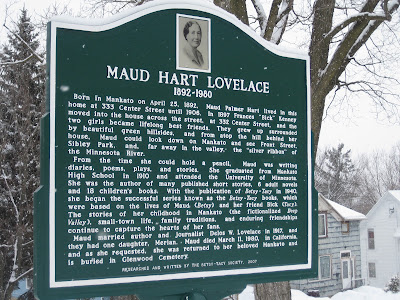 MAUD HART LOVELACE
1892-1980
Born in Mankato on April 25, 1892, Maud Palmer Hart lived in this
home at 333 Center Street until 1906. In 1897 Frances "Bick" Kenney
moved into the house across the street, at 332 Center Street, and the
two girls became lifelong best friends. They grew up surrounded
by beautiful green hillsides, and from atop the hill behind her
house, Maud could look down on Mankato and see Front Street,
Sibley Park, and, far away in the valley, the "silver ribbon" of
the Minnesota River.
From the time she could hold a pencil, Maud was writing
diaries, poems, plays, and stories. She graduated from Mankato
High School in 1910 and attended the University of Minnesota.
She was the author of many published short stories, 6 adult novels
and 18 children's books. With the publication of Betsy-Tacy in 1940,
she began the successful series known as the Betsy-Tacy books, which
were based on the lives of Maud (Betsy) and her friend Bick (Tacy).
The stories of her childhood in Mankato (the fictionalized Deep
Valley), small-town life, family traditions, and enduring friendships
continue to capture the hearts of her fans.
Maud married author and journalist Delos W. Lovelace in 1917, and
they had one daughter, Merian. Maud died March 11, 1980, in California,
and as she requested, she was returned to her beloved Mankato and
is buried in Glenwood Cemetery.
RESEARCHED AND WRITTEN BY THE BETSY-TACY SOCIETY,